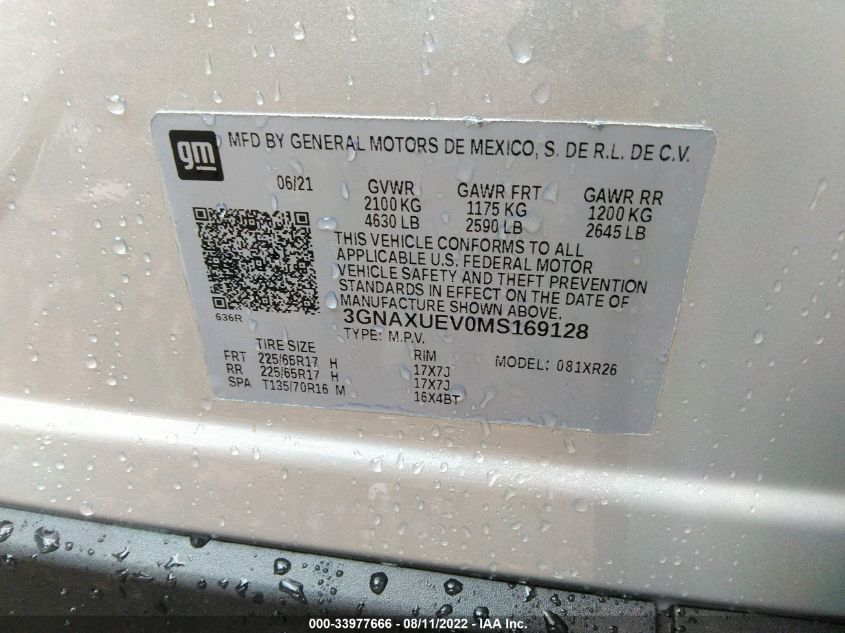 gm MFD BY GENERAL MOTORS DE MEXICO, S. DE R.L. DE C.V.
06/21 GVWR GAWR FRT GAWR RR
2100 KG 1175 KG 1200 KG
4630 LB 2590 LB 2645 LB
THIS VEHICLE CONFORMS TO ALL
APPLICABLE U.S. FEDERAL MOTOR
VEHICLE SAFETY AND THEFT PREVENTION
STANDARDS IN EFFECT ON THE DATE OF
MANUFACTURE SHOWN ABOVE.
636R 3GNAXUEV0MS169128
TYPE: M.P.V.
TIRE SIZE RIM MODEL: 081XR26
FRT 225/65R17 H 17X7J
RR 225/65R17 H 17X7J
SPA T135/70R16 M 16X4BT
000-33977666 - 08/11/2022 - IAA Inc.